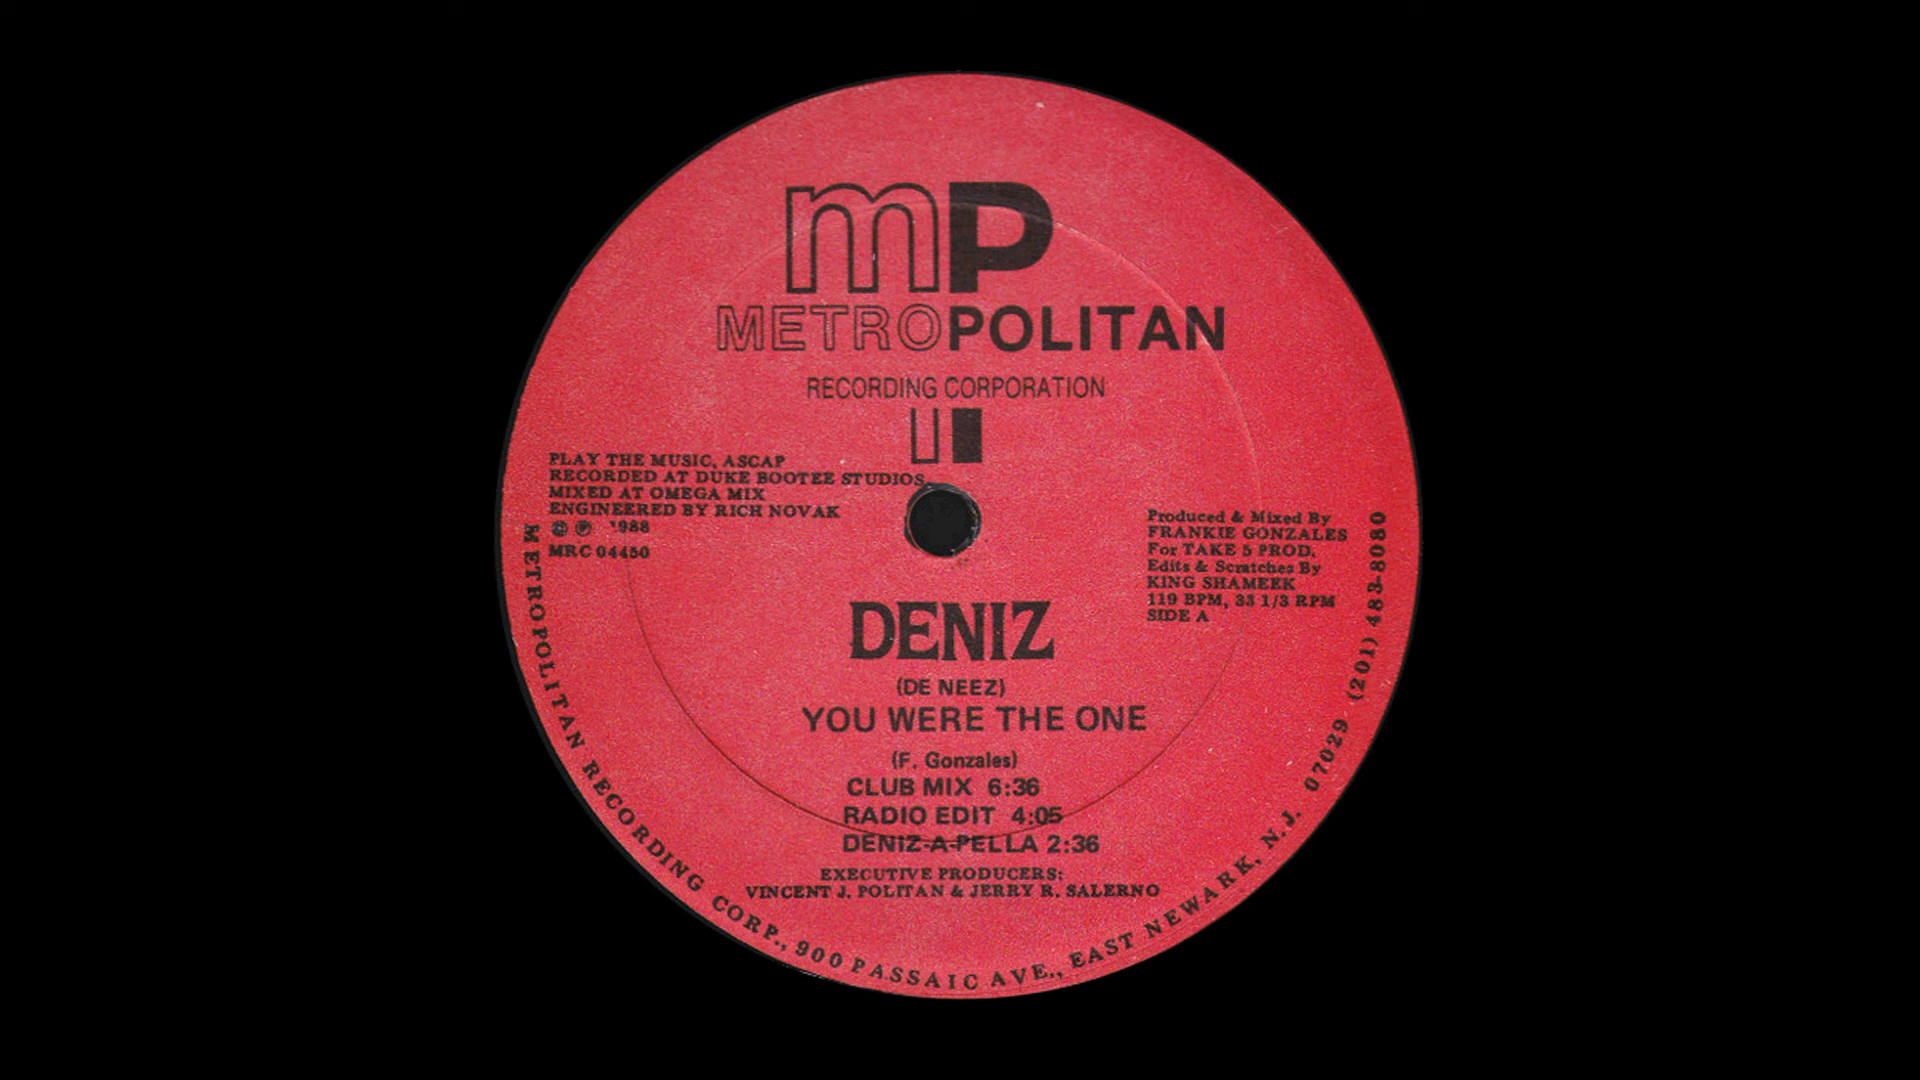 mP
METROPOLITAN
RECORDING CORPORATION
PLAY THE MUSIC, ASCAP
RECORDED AT DUKE BOOTEE STUDIOS
MIXED AT OMEGA MIX
ENGINEERED BY RICH NOVAK
© ℗ 1988
MRC 04450
Produced & Mixed By
FRANKIE GONZALES
For TAKE 5 PROD.
Edits & Scratches By
KING SHAMEEK
119 BPM, 33 1/3 RPM
SIDE A
DENIZ
(DE NEEZ)
YOU WERE THE ONE
(F. Gonzales)
CLUB MIX 6:36
RADIO EDIT 4:05
DENIZ-A-PELLA 2:36
EXECUTIVE PRODUCERS:
VINCENT J. POLITAN & JERRY R. SALERNO
METROPOLITAN RECORDING CORP., 900 PASSAIC AVE., EAST NEWARK, N.J. 07029 (201) 483-8080